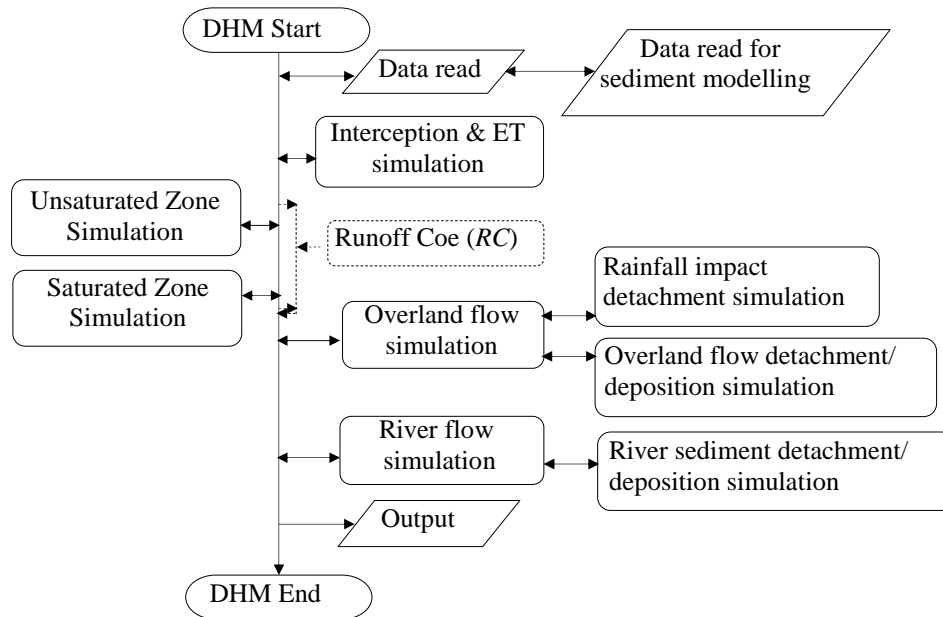 DHM Start
Data read
Data read for
sediment modelling
Interception & ET
simulation
Unsaturated Zone
Simulation
Runoff Coe (RC)
Saturated Zone
Simulation
Rainfall impact
detachment simulation
Overland flow
simulation
Overland flow detachment/
deposition simulation
River flow
simulation
River sediment detachment/
deposition simulation
Output
DHM End